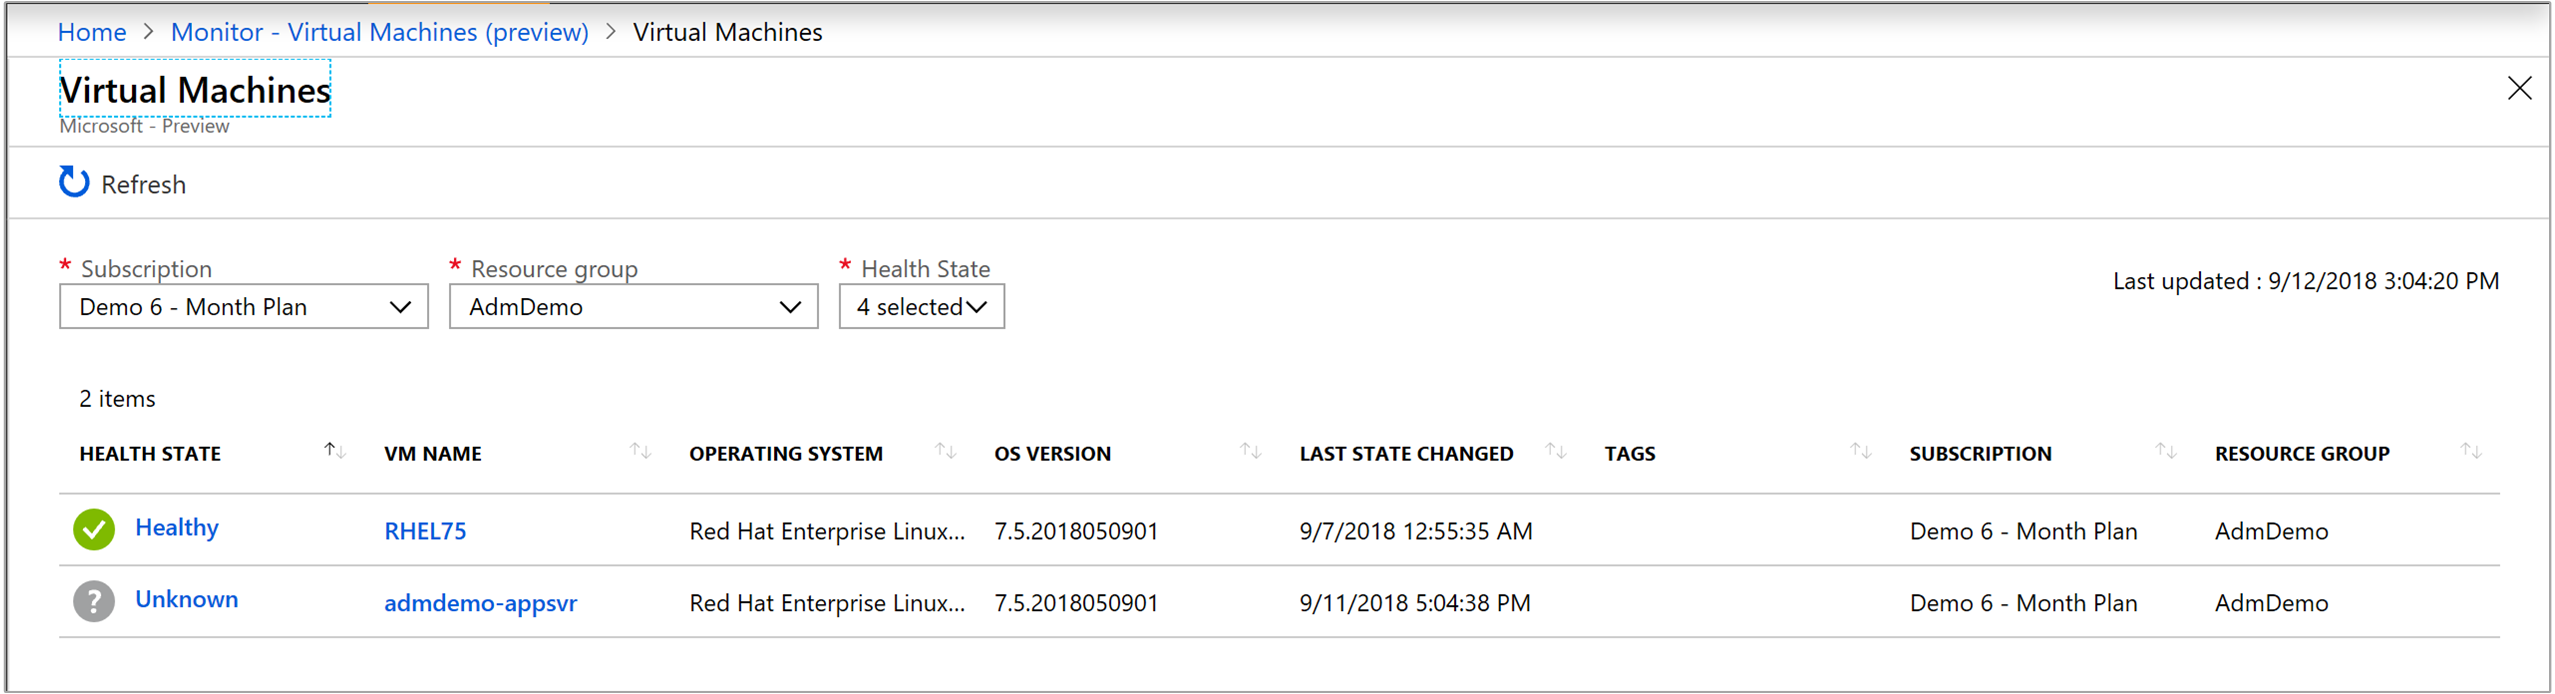 Home > Monitor - Virtual Machines (preview) > Virtual Machines
Virtual Machines
Microsoft - Preview
Refresh
* Subscription * Resource group * Health State
Demo 6 - Month Plan AdmDemo 4 selected
Last updated : 9/12/2018 3:04:20 PM
2 items
HEALTH STATE VM NAME OPERATING SYSTEM OS VERSION LAST STATE CHANGED TAGS SUBSCRIPTION RESOURCE GROUP
Healthy RHEL75 Red Hat Enterprise Linux... 7.5.2018050901 9/7/2018 12:55:35 AM Demo 6 - Month Plan AdmDemo
? Unknown admdemo-appsvr Red Hat Enterprise Linux... 7.5.2018050901 9/11/2018 5:04:38 PM Demo 6 - Month Plan AdmDemo